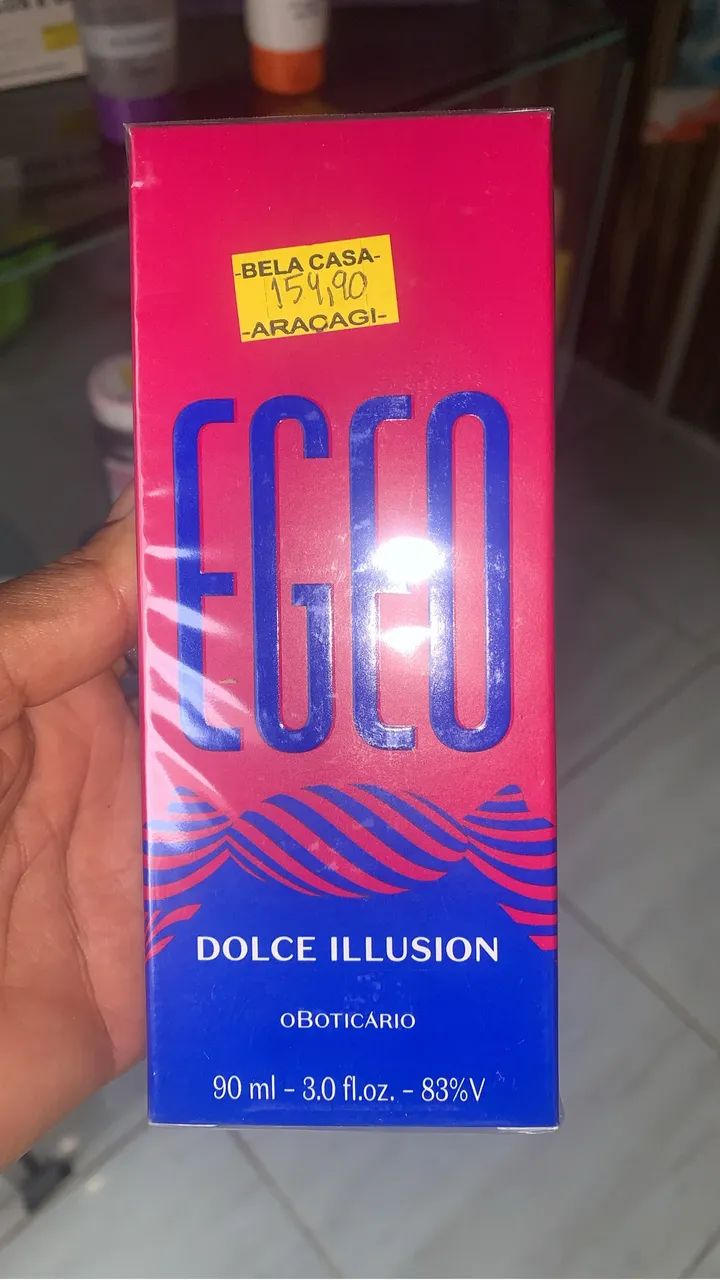 -BELA CASA-
154,90
-ARAÇAGI-
EGEO
DOLCE ILLUSION
oBOTICÁRIO
90 ml – 3.0 fl.oz. – 83%V